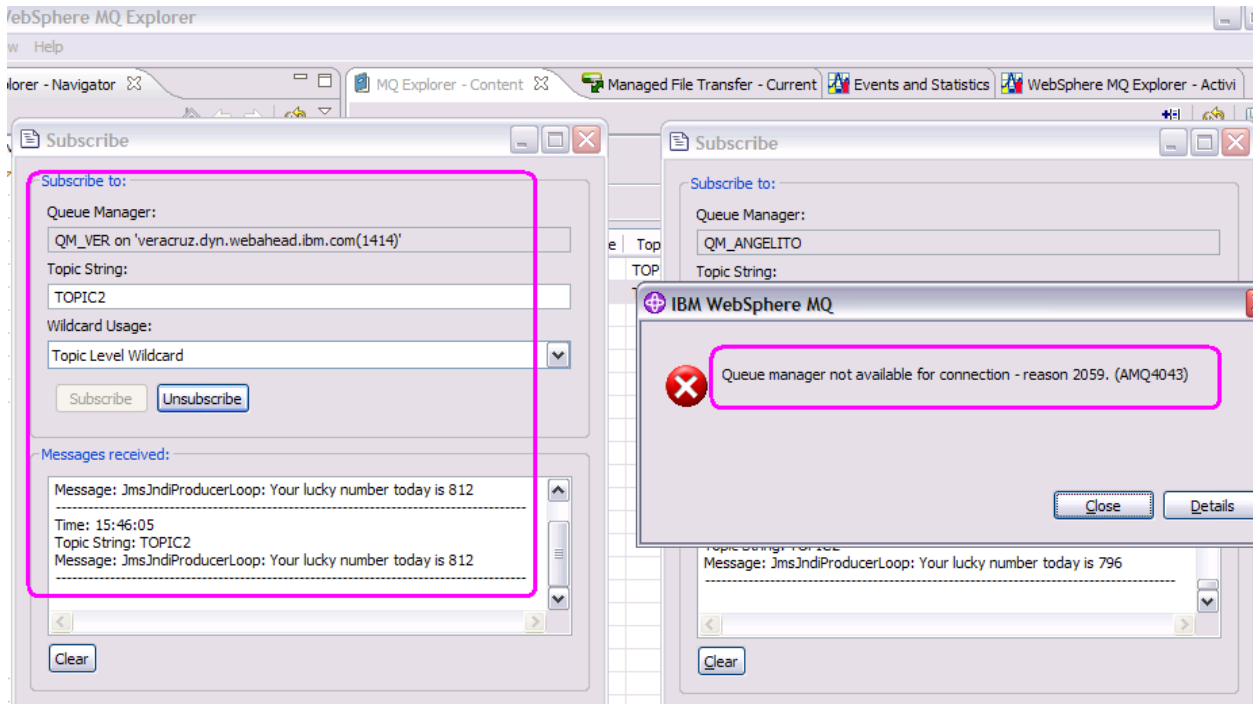 WebSphere MQ Explorer
w Help
plorer - Navigator
MQ Explorer - Content
Managed File Transfer - Current
Events and Statistics
WebSphere MQ Explorer - Activi
Subscribe
Subscribe to:
Queue Manager:
QM_VER on 'veracruz.dyn.webahead.ibm.com(1414)'
Topic String:
TOPIC2
Wildcard Usage:
Topic Level Wildcard
Subscribe Unsubscribe
Messages received:
Message: JmsJndiProducerLoop: Your lucky number today is 812
--------------------------------------------------
Time: 15:46:05
Topic String: TOPIC2
Message: JmsJndiProducerLoop: Your lucky number today is 812
--------------------------------------------------
Clear
e Top
TOP
Subscribe
Subscribe to:
Queue Manager:
QM_ANGELITO
Topic String:
IBM WebSphere MQ
Queue manager not available for connection - reason 2059. (AMQ4043)
Close Details
Topic String: TOPIC2
Message: JmsJndiProducerLoop: Your lucky number today is 796
--------------------------------------------------
Clear